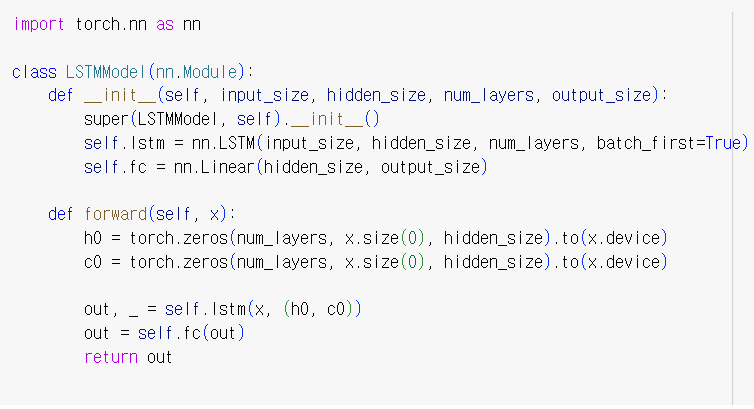 import torch.nn as nn
class LSTMModel(nn.Module):
def __init__(self, input_size, hidden_size, num_layers, output_size):
super(LSTMModel, self).__init__()
self.lstm = nn.LSTM(input_size, hidden_size, num_layers, batch_first=True)
self.fc = nn.Linear(hidden_size, output_size)
def forward(self, x):
h0 = torch.zeros(num_layers, x.size(0), hidden_size).to(x.device)
c0 = torch.zeros(num_layers, x.size(0), hidden_size).to(x.device)
out, _ = self.lstm(x, (h0, c0))
out = self.fc(out)
return out